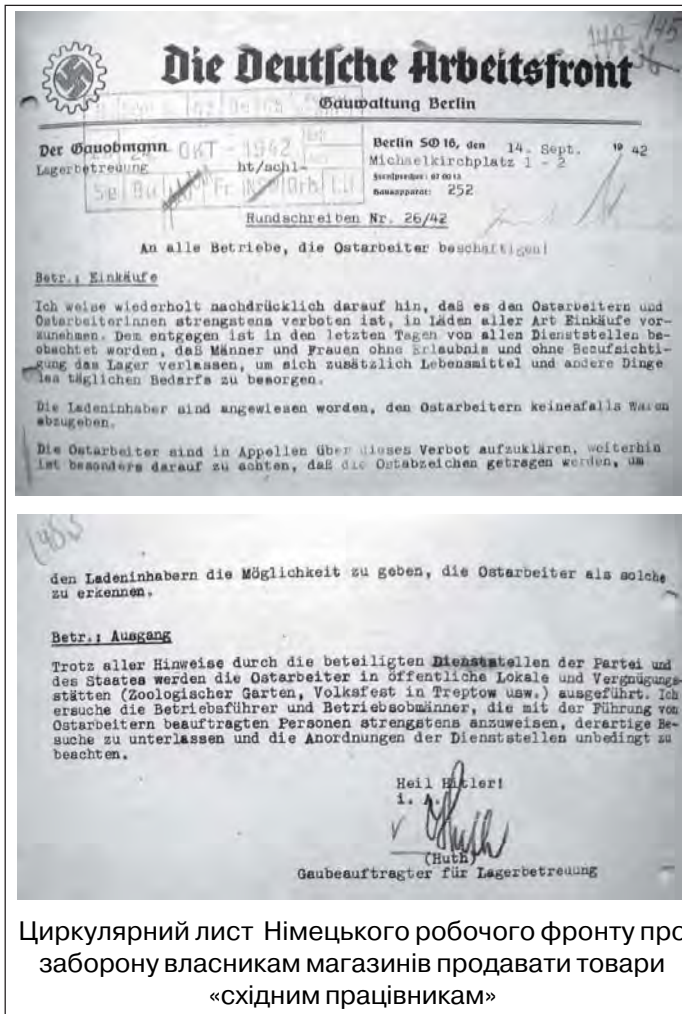 145
Die Deutsche Arbeitsfront
Gauwaltung Berlin
Der Gauobmann
Lagerbetreuung
OKT 1942
ht/schl-
Berlin SO 16, den 14. Sept. 19 42
Michaelkirchplatz 1 - 2
Hausapparat: 252
Rundschreiben Nr. 26/42
An alle Betriebe, die Ostarbeiter beschäftigen!
Betr.: Einkäufe
Ich weise wiederholt nachdrücklich darauf hin, daß es den Ostarbeitern und
Ostarbeiterinnen strengstens verboten ist, in Läden aller Art Einkäufe vor-
zunehmen. Dem entgegen ist in den letzten Tagen von allen Dienststellen be-
obachtet worden, daß Männer und Frauen ohne Erlaubnis und ohne Beaufsichti-
gung das Lager verlassen, um sich zusätzlich Lebensmittel und andere Dinge
des täglichen Bedarfs zu besorgen.
Die Ladeninhaber sind angewiesen worden, den Ostarbeitern keinesfalls Waren
abzugeben.
Die Ostarbeiter sind in Appellen über dieses Verbot aufzuklären, weiterhin
ist besonders darauf zu achten, daß die Ostabzeichen getragen werden, um
den Ladeninhabern die Möglichkeit zu geben, die Ostarbeiter als solche
zu erkennen.
Betr.: Ausgang
Trotz aller Hinweise durch die beteiligten Dienststellen der Partei und
des Staates werden die Ostarbeiter in öffentliche Lokale und Vergnügungs-
stätten (Zoologischer Garten, Volksfest in Treptow usw.) ausgeführt. Ich
ersuche die Betriebsführer und Betriebsobmänner, die mit der Führung von
Ostarbeitern beauftragten Personen strengstens anzuweisen, derartige Be-
suche zu unterlassen und die Anordnungen der Dienststellen unbedingt zu
beachten.
Heil Hitler!
i. A.
(Huth)
Gaubeauftragter für Lagerbetreuung
Циркулярний лист Німецького робочого фронту про
заборону власникам магазинів продавати товари
«східним працівникам»